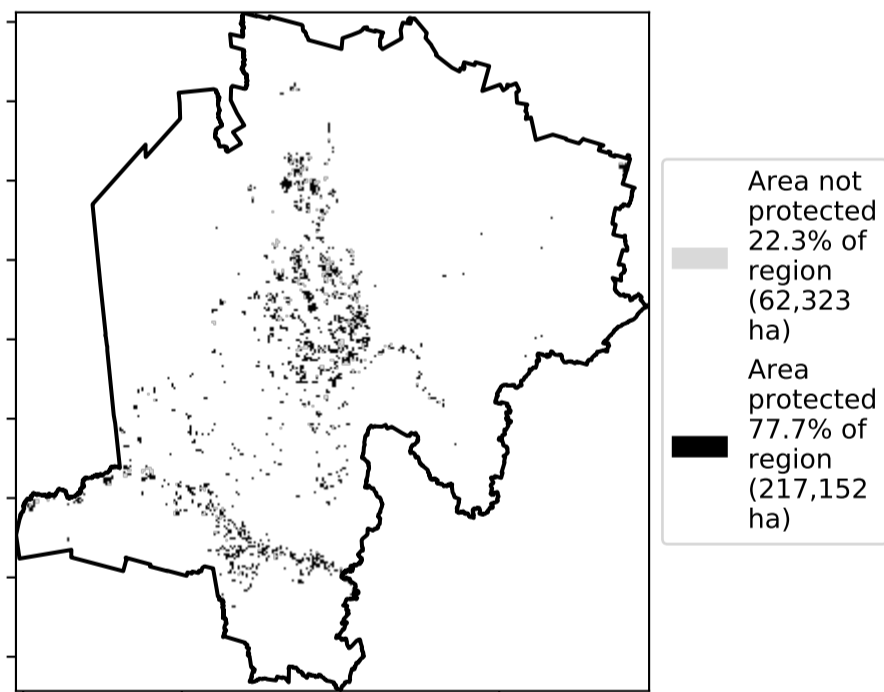 Area not
protected
22.3% of
region
(62,323
ha)
Area
protected
77.7% of
region
(217,152
ha)